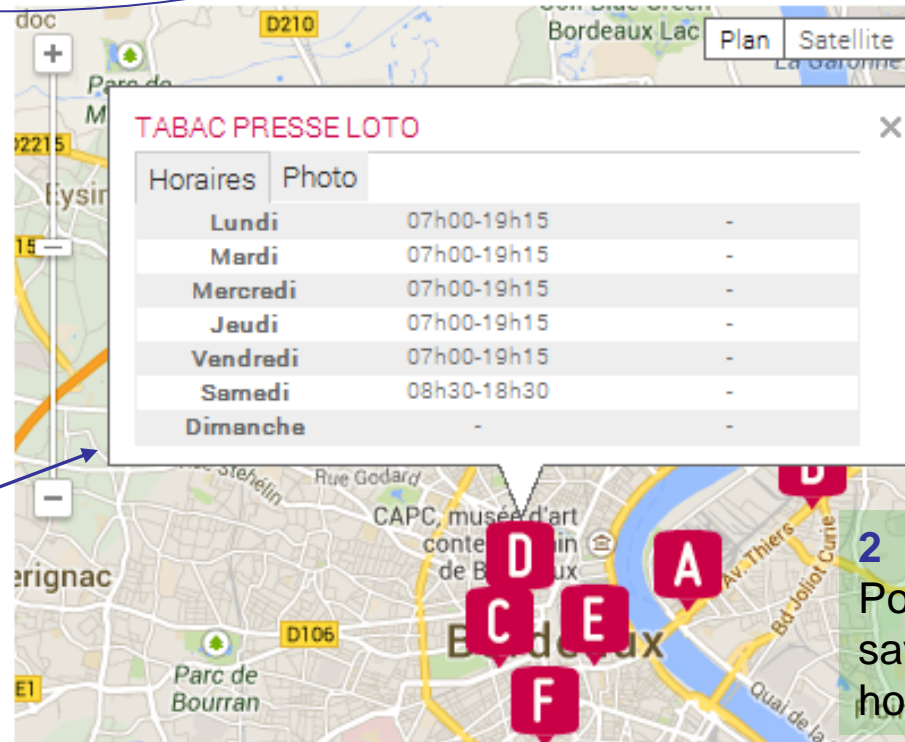 doc
D210
Bordeaux Lac
Plan Satellite
La Garonne
Parc de
D2215
TABAC PRESSE LOTO
Horaires Photo
Lundi 07h00-19h15 -
Mardi 07h00-19h15 -
Mercredi 07h00-19h15 -
Jeudi 07h00-19h15 -
Vendredi 07h00-19h15 -
Samedi 08h30-18h30 -
Dimanche - -
Eysin
Stehélin
Rue Godard
CAPC, musée d'art
de B
D
A
Av. Thiers
Bd Joliot Curie
2
Po
sa
ho
erignac
C
E
D106
Bordeaux
Parc de
Bourran
E1
F
Quai de la